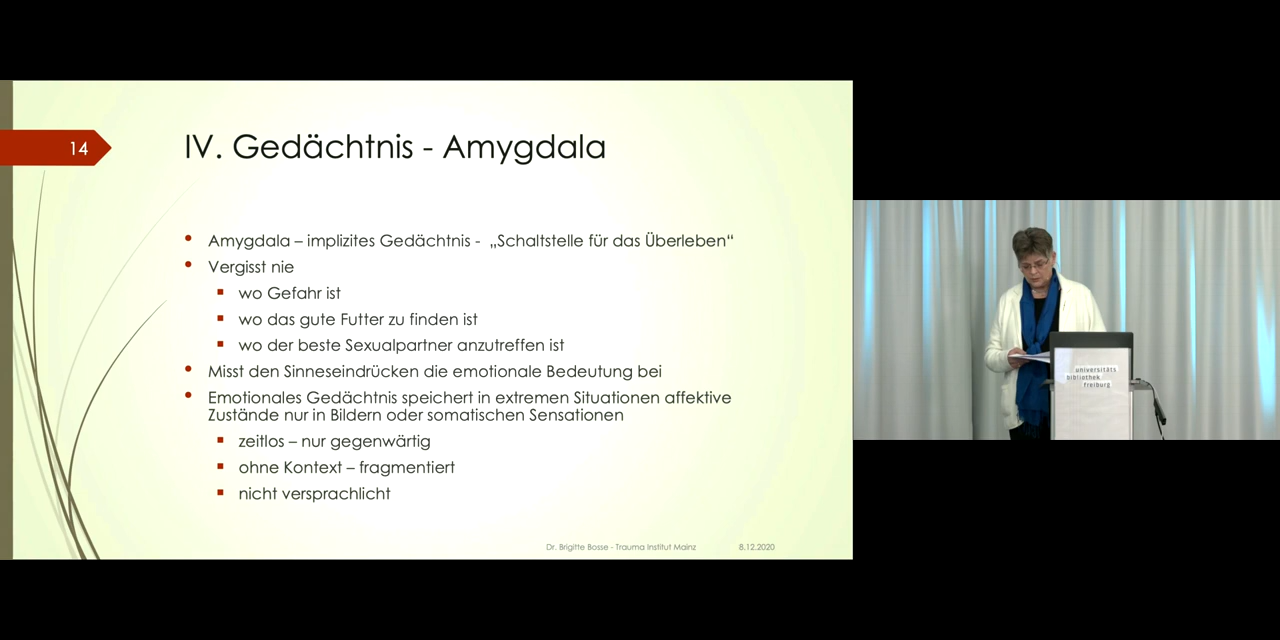 14
IV. Gedächtnis - Amygdala
Amygdala – implizites Gedächtnis - „Schaltstelle für das Überleben“
Vergisst nie
wo Gefahr ist
wo das gute Futter zu finden ist
wo der beste Sexualpartner anzutreffen ist
Misst den Sinneseindrücken die emotionale Bedeutung bei
Emotionales Gedächtnis speichert in extremen Situationen affektive
Zustände nur in Bildern oder somatischen Sensationen
zeitlos – nur gegenwärtig
ohne Kontext – fragmentiert
nicht versprachlicht
Dr. Brigitte Bosse - Trauma Institut Mainz 8.12.2020
universitäts
bibliothek
freiburg